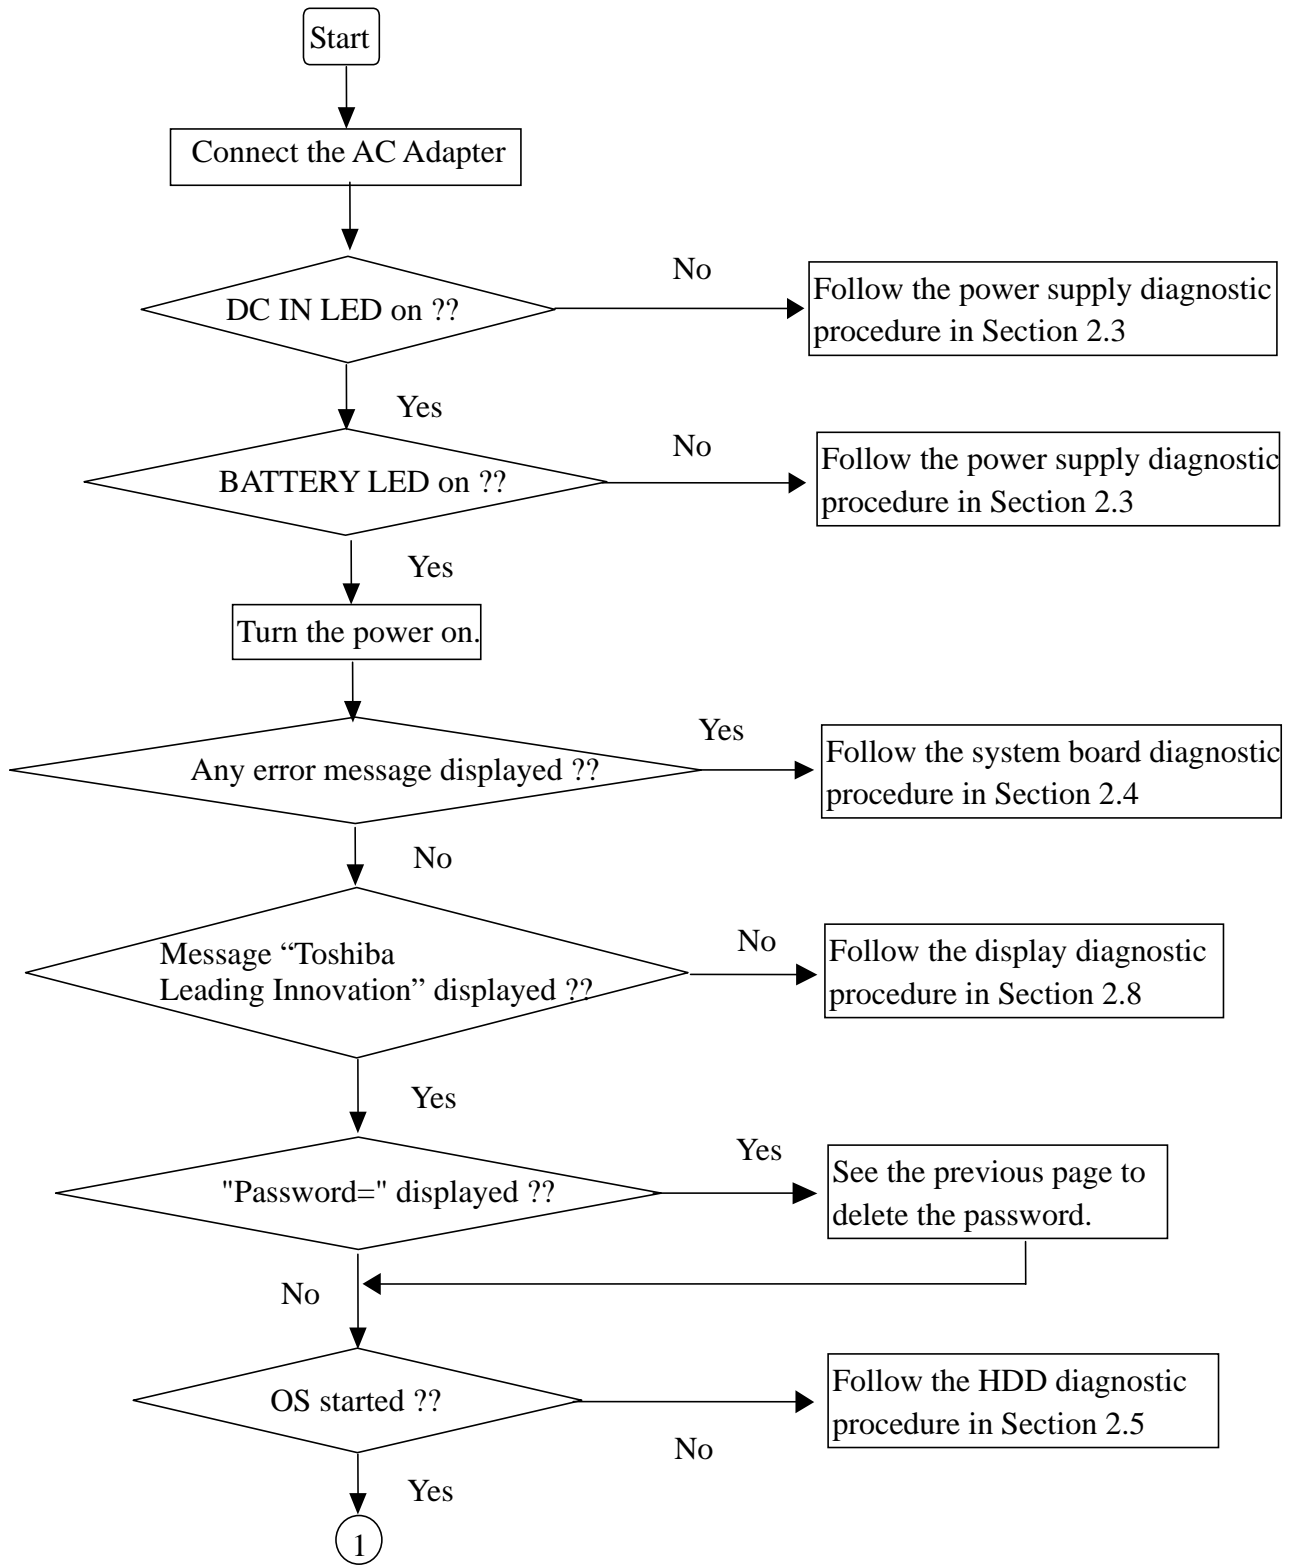 Start
Connect the AC Adapter
No
DC IN LED on ??
Follow the power supply diagnostic
procedure in Section 2.3
Yes
No
BATTERY LED on ??
Follow the power supply diagnostic
procedure in Section 2.3
Yes
Turn the power on.
Yes
Any error message displayed ??
Follow the system board diagnostic
procedure in Section 2.4
No
Message “Toshiba
Leading Innovation” displayed ??
No
Follow the display diagnostic
procedure in Section 2.8
Yes
Yes
"Password=" displayed ??
See the previous page to
delete the password.
No
OS started ??
Follow the HDD diagnostic
procedure in Section 2.5
No
Yes
1